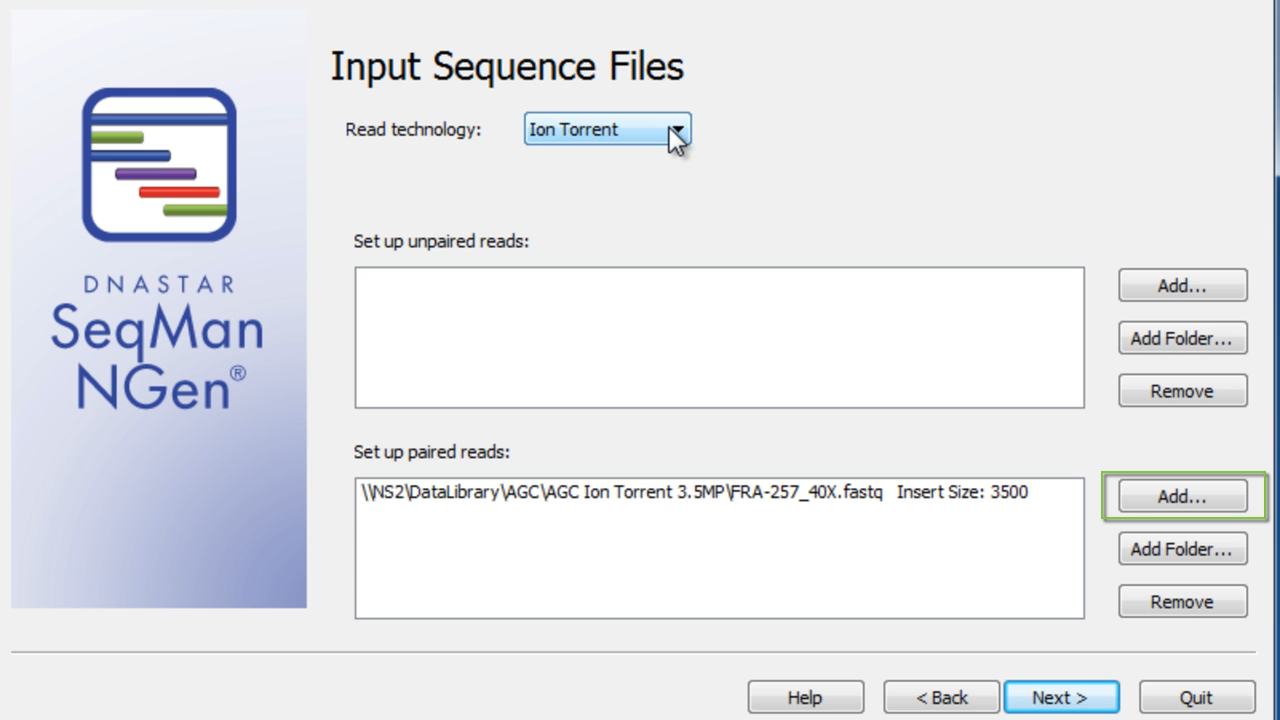 Input Sequence Files
Read technology:
Ion Torrent
DNASTAR
SeqMan
NGen®
Set up unpaired reads:
Add...
Add Folder...
Remove
Set up paired reads:
\\NS2\DataLibrary\AGC\AGC Ion Torrent 3.5MP\FRA-257_40X.fastq Insert Size: 3500
Add...
Add Folder...
Remove
Help
< Back
Next >
Quit